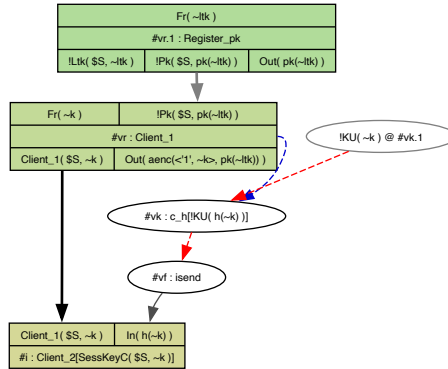 Fr( ~ltk )
#vr.1 : Register_pk
!Ltk( $S, ~ltk ) !Pk( $S, pk(~ltk) ) Out( pk(~ltk) )
Fr( ~k ) !Pk( $S, pk(~ltk) )
#vr : Client_1
Client_1( $S, ~k ) Out( aenc(<'1', ~k>, pk(~ltk)) )
!KU( ~k ) @ #vk.1
#vk : c_h[!KU( h(~k) )]
#vf : isend
Client_1( $S, ~k ) In( h(~k) )
#i : Client_2[SessKeyC( $S, ~k )]